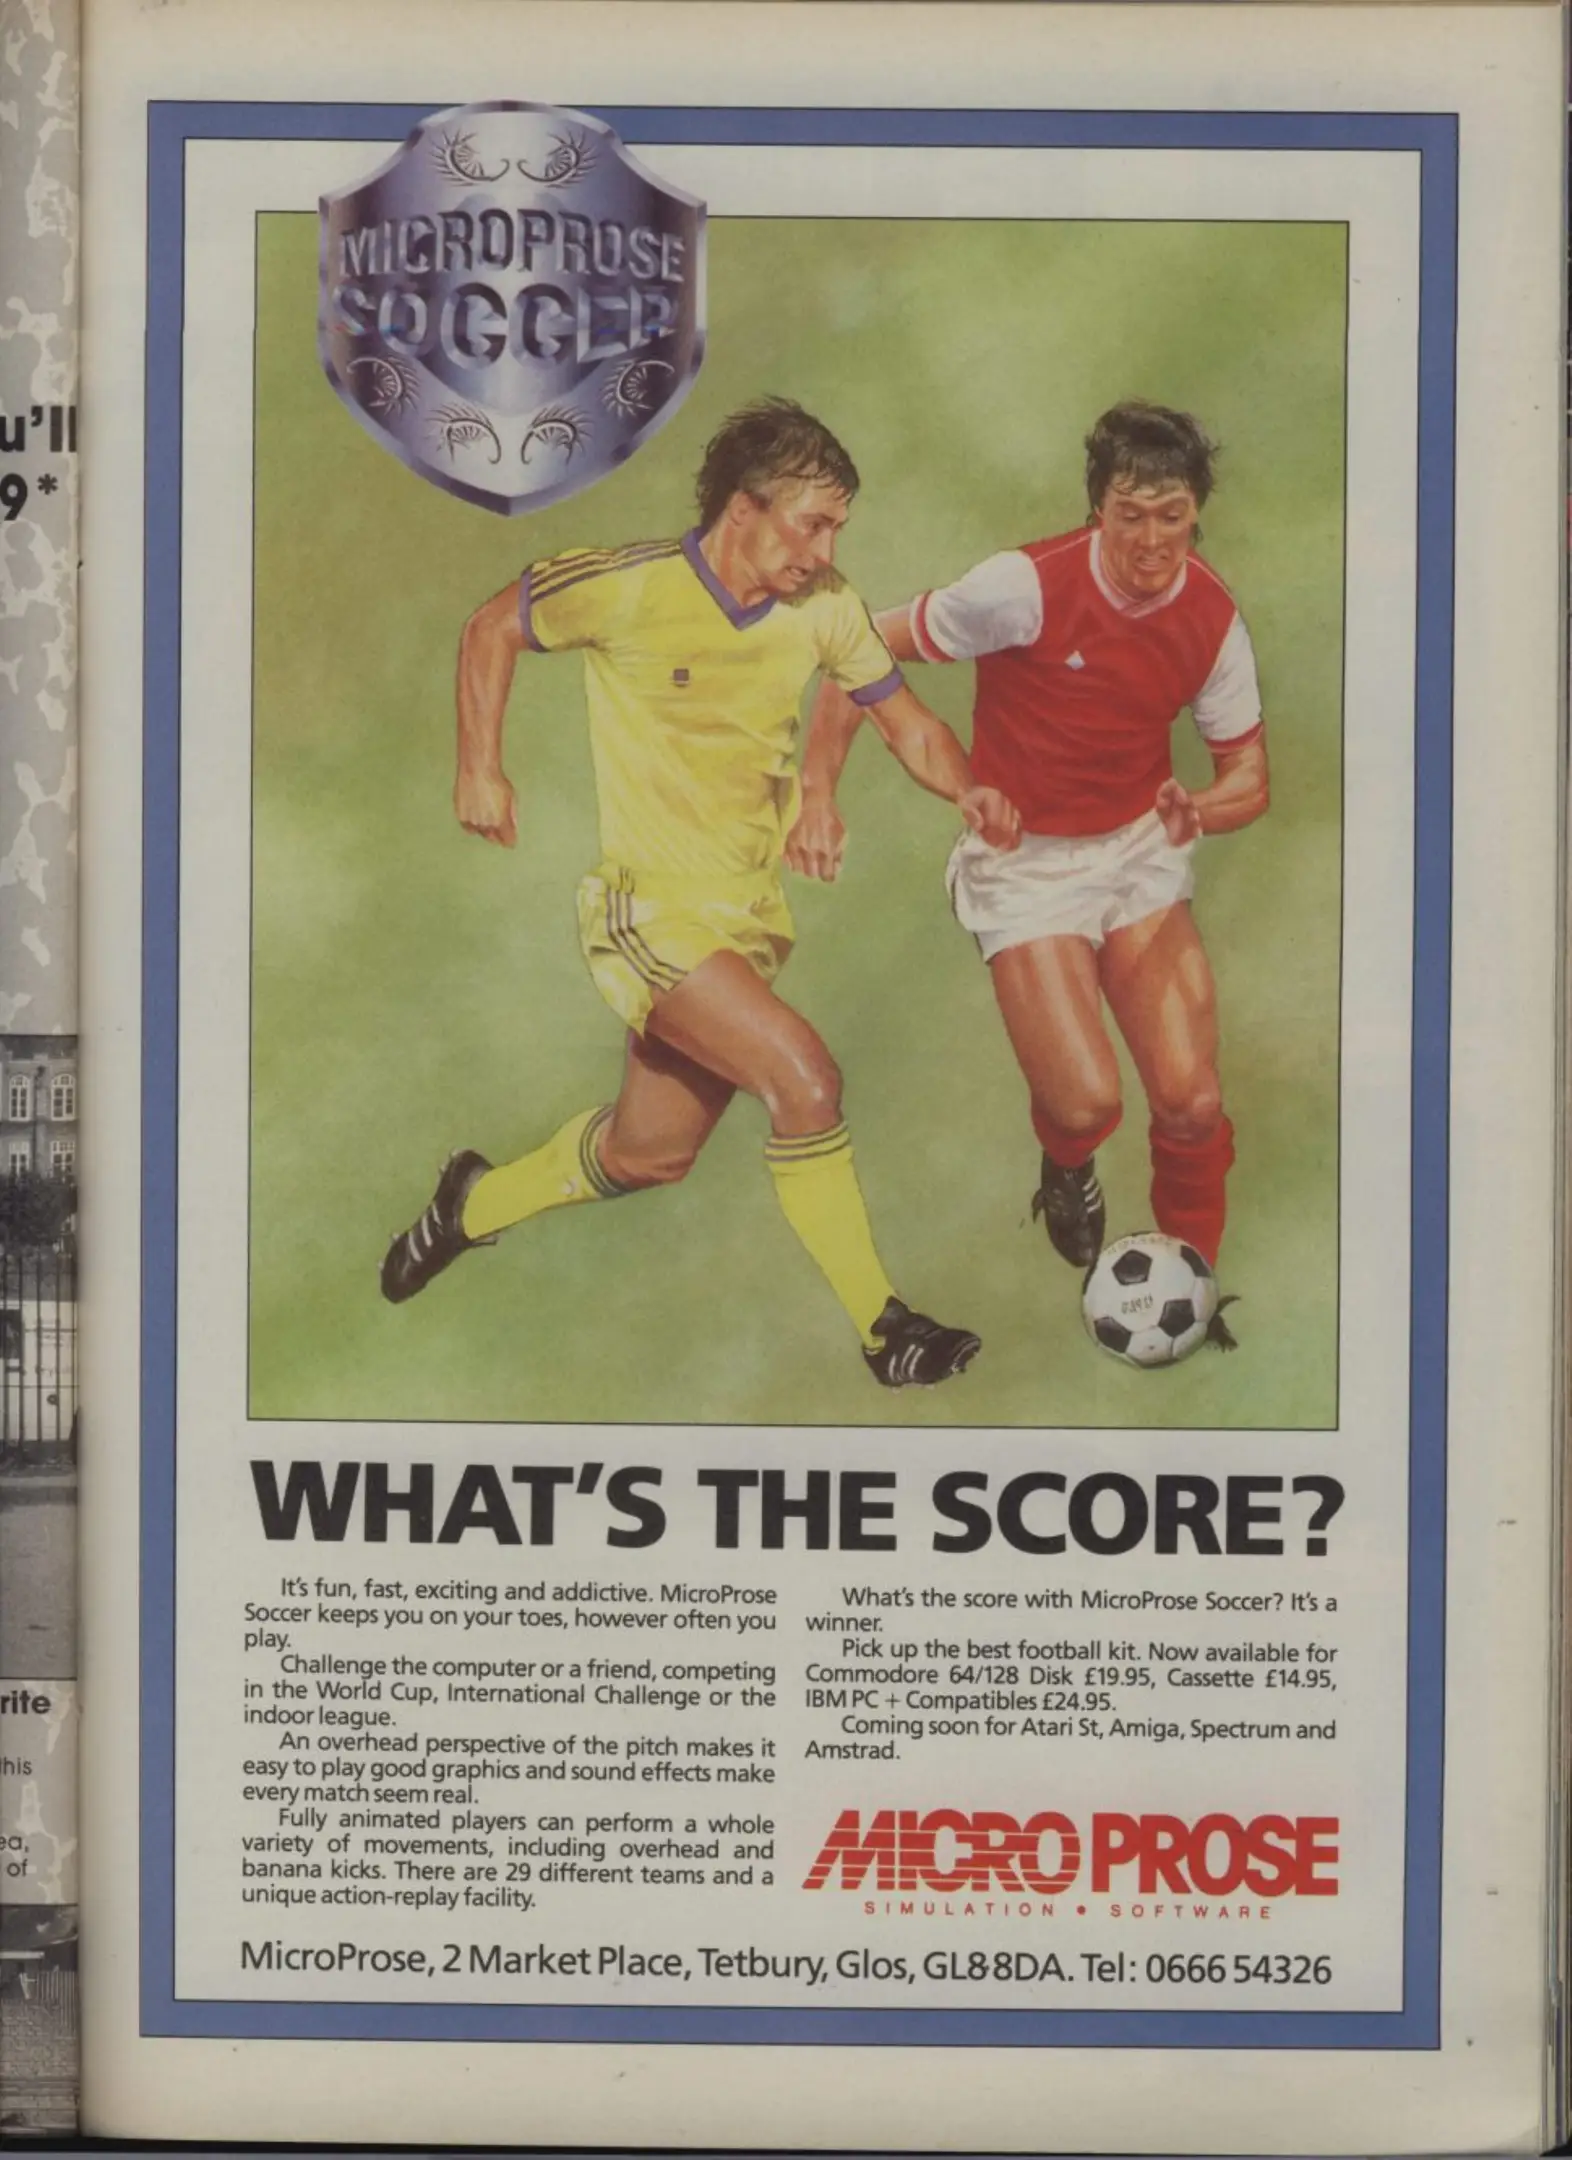 u'll
9*
rite
his
ea,
of
MICROPROSE
SOCCER
WHAT'S THE SCORE?
It's fun, fast, exciting and addictive. MicroProse
Soccer keeps you on your toes, however often you
play.
Challenge the computer or a friend, competing
in the World Cup, International Challenge or the
indoor league.
An overhead perspective of the pitch makes it
easy to play good graphics and sound effects make
every match seem real.
Fully animated players can perform a whole
variety of movements, including overhead and
banana kicks. There are 29 different teams and a
unique action-replay facility.
What's the score with MicroProse Soccer? It's a
winner.
Pick up the best football kit. Now available for
Commodore 64/128 Disk £19.95, Cassette £14.95,
IBM PC + Compatibles £24.95.
Coming soon for Atari St, Amiga, Spectrum and
Amstrad.
MICRO PROSE
SIMULATION • SOFTWARE
MicroProse, 2 Market Place, Tetbury, Glos, GL8 8DA. Tel: 0666 54326